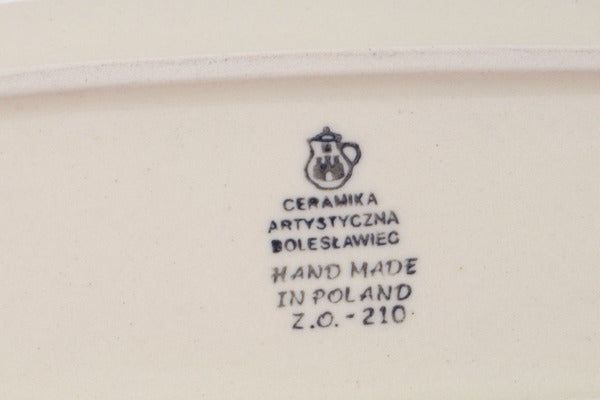 CERAMIKA
ARTYSTYCZNA
BOLESŁAWIEC
HAND MADE
IN POLAND
Z.O. - 210